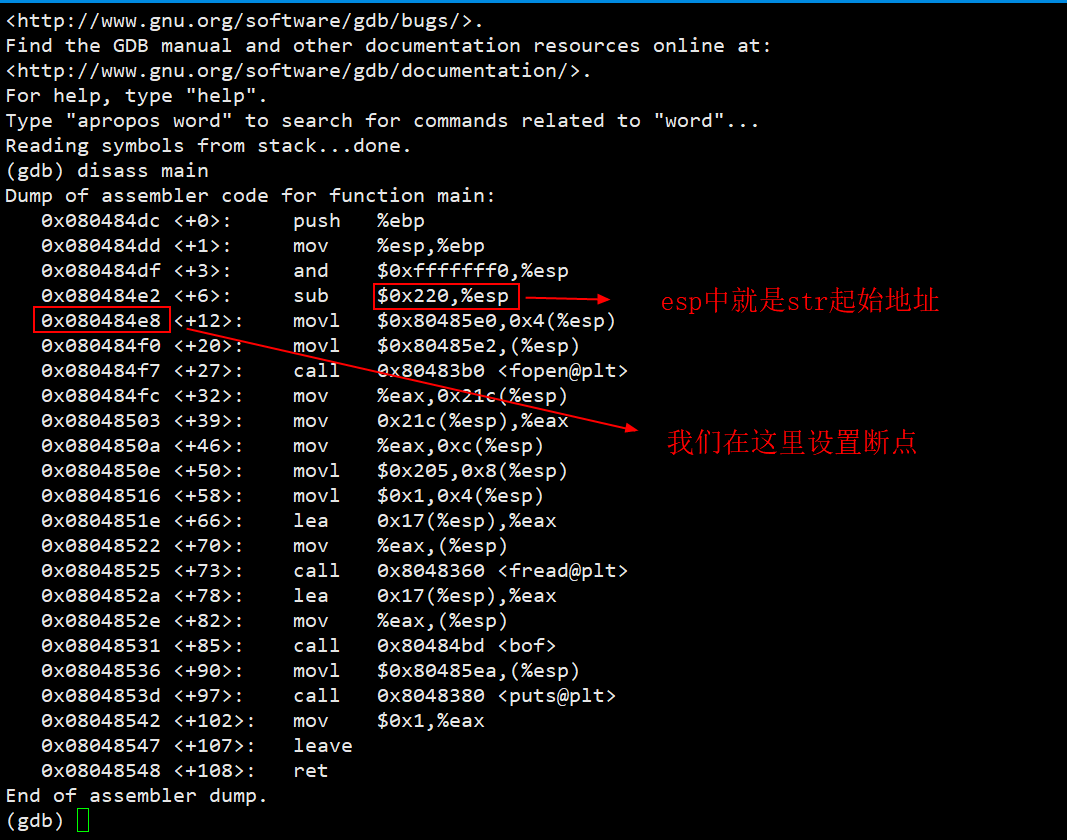 <http://www.gnu.org/software/gdb/bugs/>.
Find the GDB manual and other documentation resources online at:
<http://www.gnu.org/software/gdb/documentation/>.
For help, type "help".
Type "apropos word" to search for commands related to "word"...
Reading symbols from stack...done.
(gdb) disass main
Dump of assembler code for function main:
0x080484dc <+0>: push %ebp
0x080484dd <+1>: mov %esp,%ebp
0x080484df <+3>: and $0xfffffff0,%esp
0x080484e2 <+6>: sub $0x220,%esp esp中就是str起始地址
0x080484e8 <+12>: movl $0x80485e0,0x4(%esp)
0x080484f0 <+20>: movl $0x80485e2,(%esp)
0x080484f7 <+27>: call 0x80483b0 <fopen@plt>
0x080484fc <+32>: mov %eax,0x21c(%esp)
0x08048503 <+39>: mov 0x21c(%esp),%eax
0x0804850a <+46>: mov %eax,0xc(%esp) 我们在这里设置断点
0x0804850e <+50>: movl $0x205,0x8(%esp)
0x08048516 <+58>: movl $0x1,0x4(%esp)
0x0804851e <+66>: lea 0x17(%esp),%eax
0x08048522 <+70>: mov %eax,(%esp)
0x08048525 <+73>: call 0x8048360 <fread@plt>
0x0804852a <+78>: lea 0x17(%esp),%eax
0x0804852e <+82>: mov %eax,(%esp)
0x08048531 <+85>: call 0x80484bd <bof>
0x08048536 <+90>: movl $0x80485ea,(%esp)
0x0804853d <+97>: call 0x8048380 <puts@plt>
0x08048542 <+102>: mov $0x1,%eax
0x08048547 <+107>: leave
0x08048548 <+108>: ret
End of assembler dump.
(gdb)